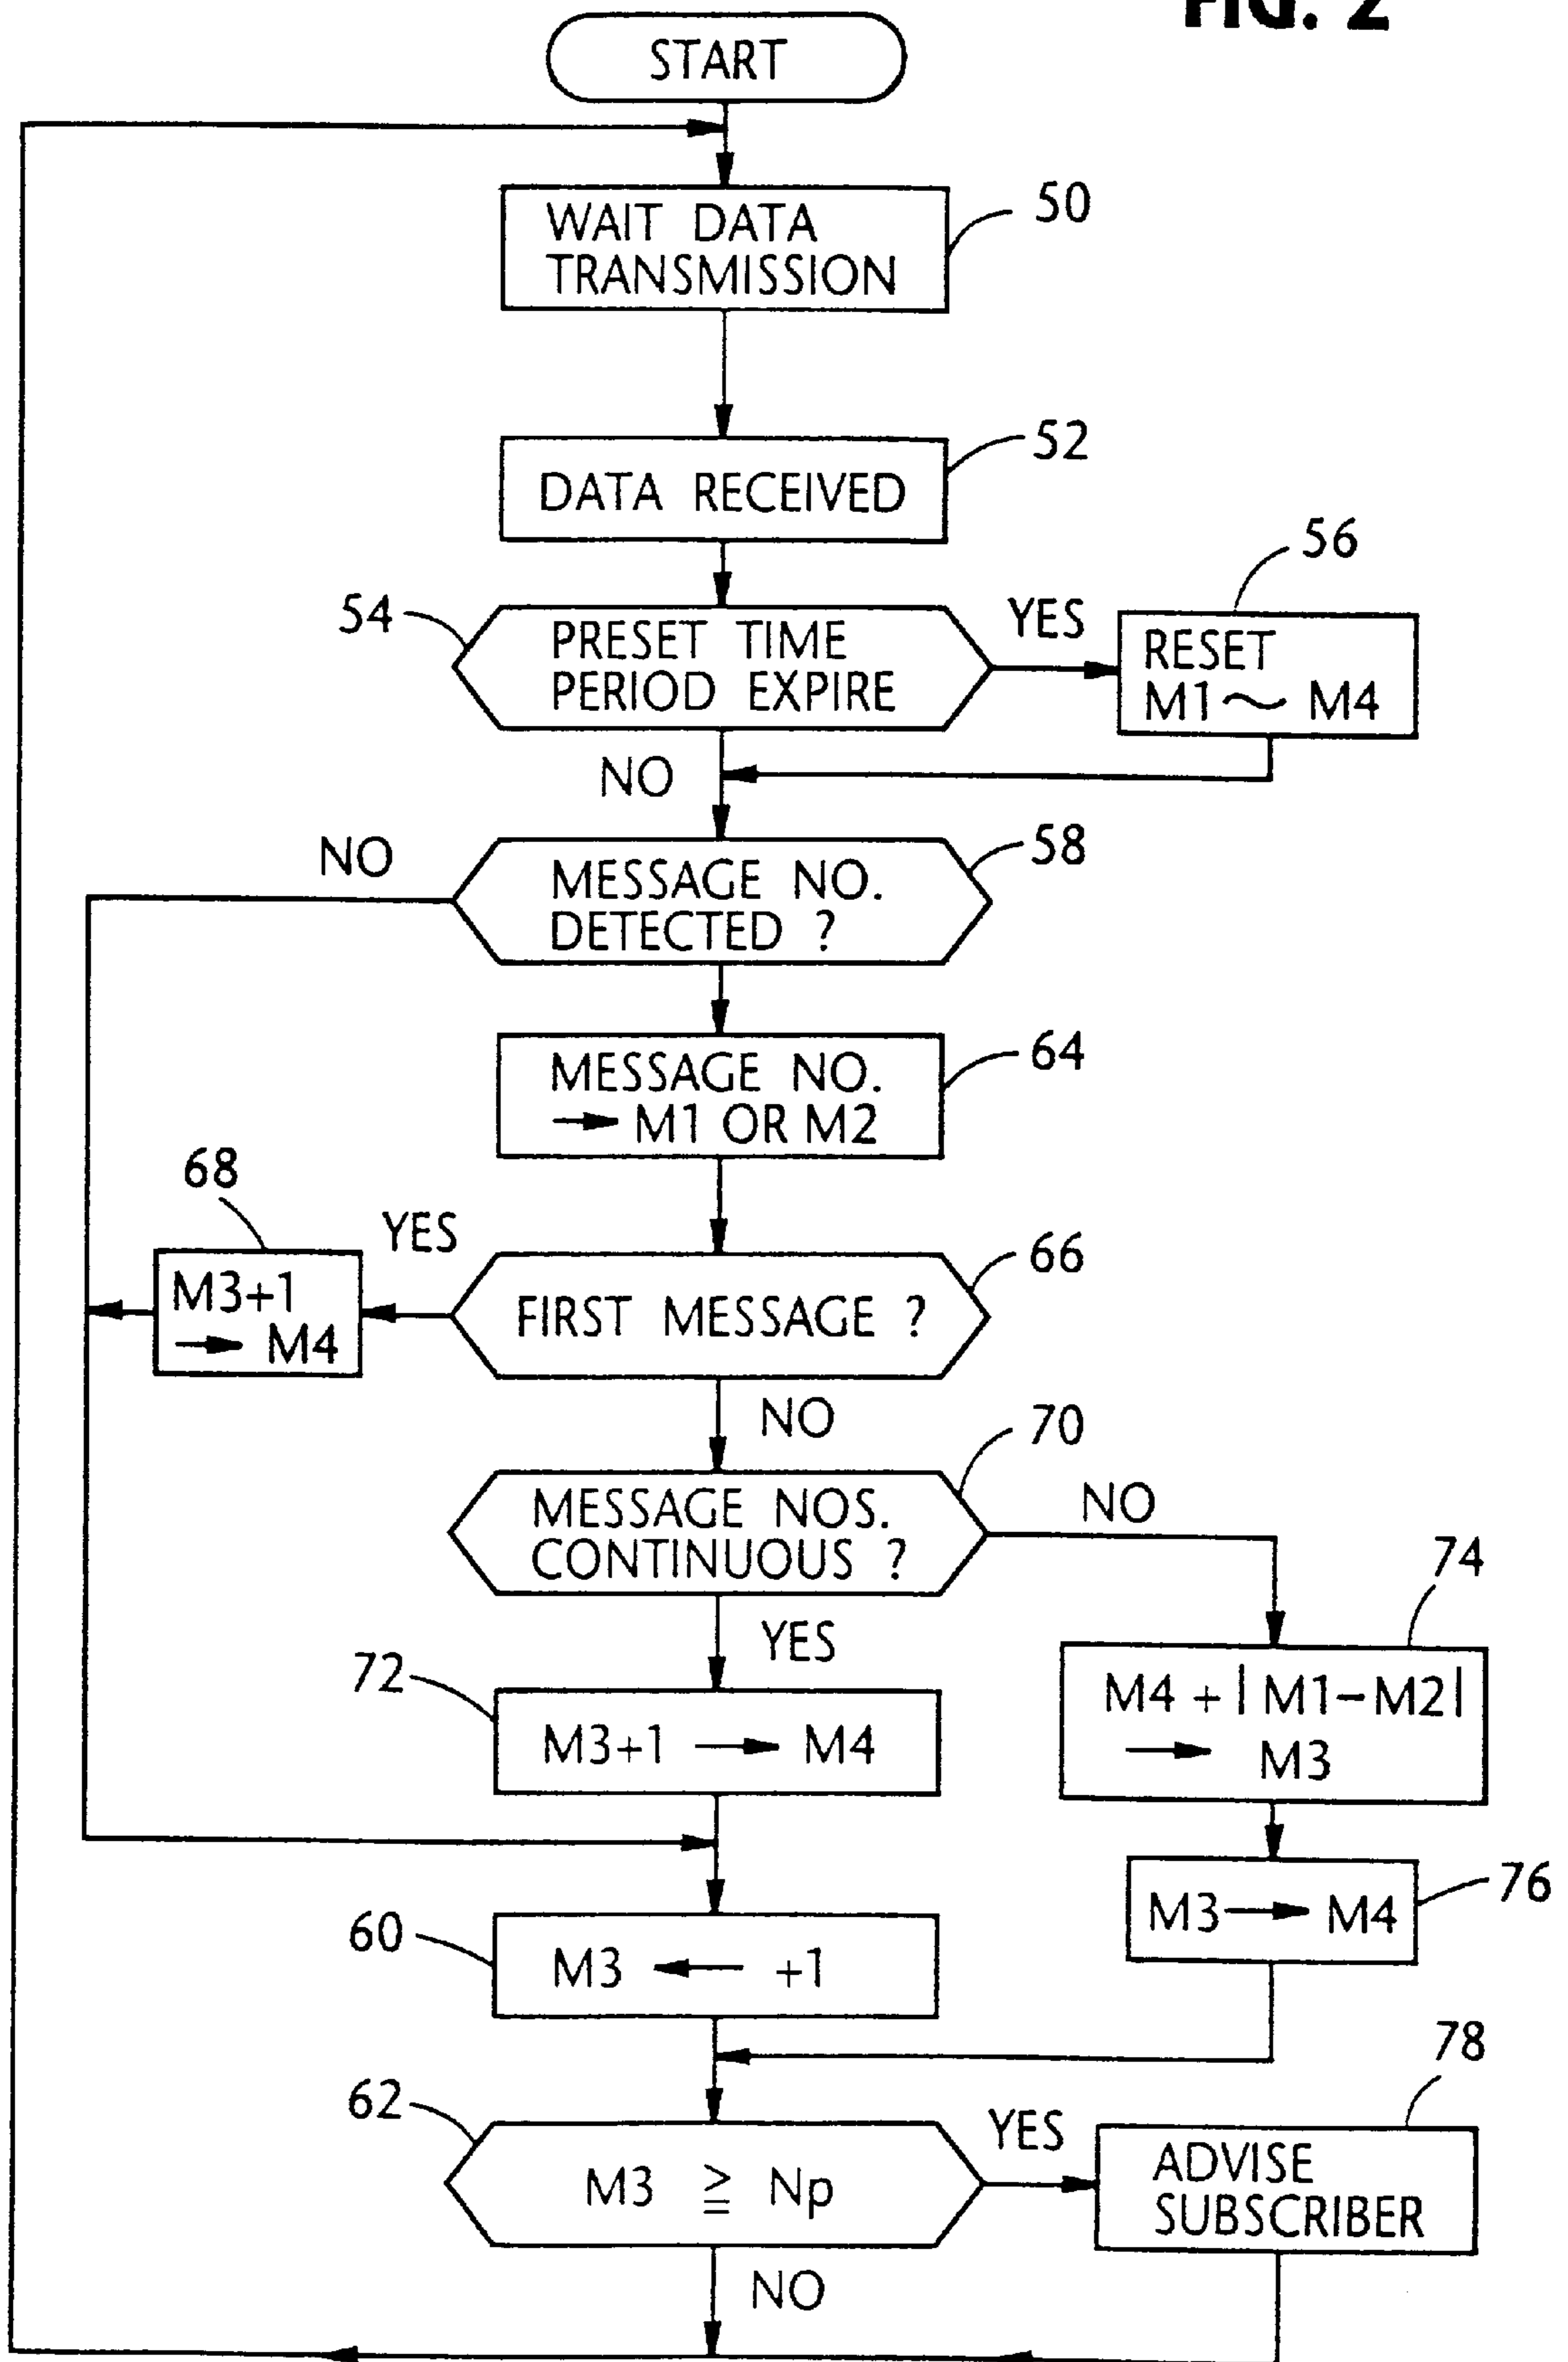 FIG. 2
START
WAIT DATA
TRANSMISSION
50
DATA RECEIVED
52
54
PRESET TIME
PERIOD EXPIRE
YES
56
RESET
M1 ~ M4
NO
NO
MESSAGE NO.
DETECTED ?
58
MESSAGE NO.
→ M1 OR M2
64
68
YES
M3+1
→ M4
FIRST MESSAGE ?
66
NO
MESSAGE NOS.
CONTINUOUS ?
70
NO
YES
74
M4 + | M1 - M2 |
→ M3
72
M3+1 → M4
M3 → M4
76
60
M3 ← +1
62
M3 ≧ Np
YES
78
ADVISE
SUBSCRIBER
NO